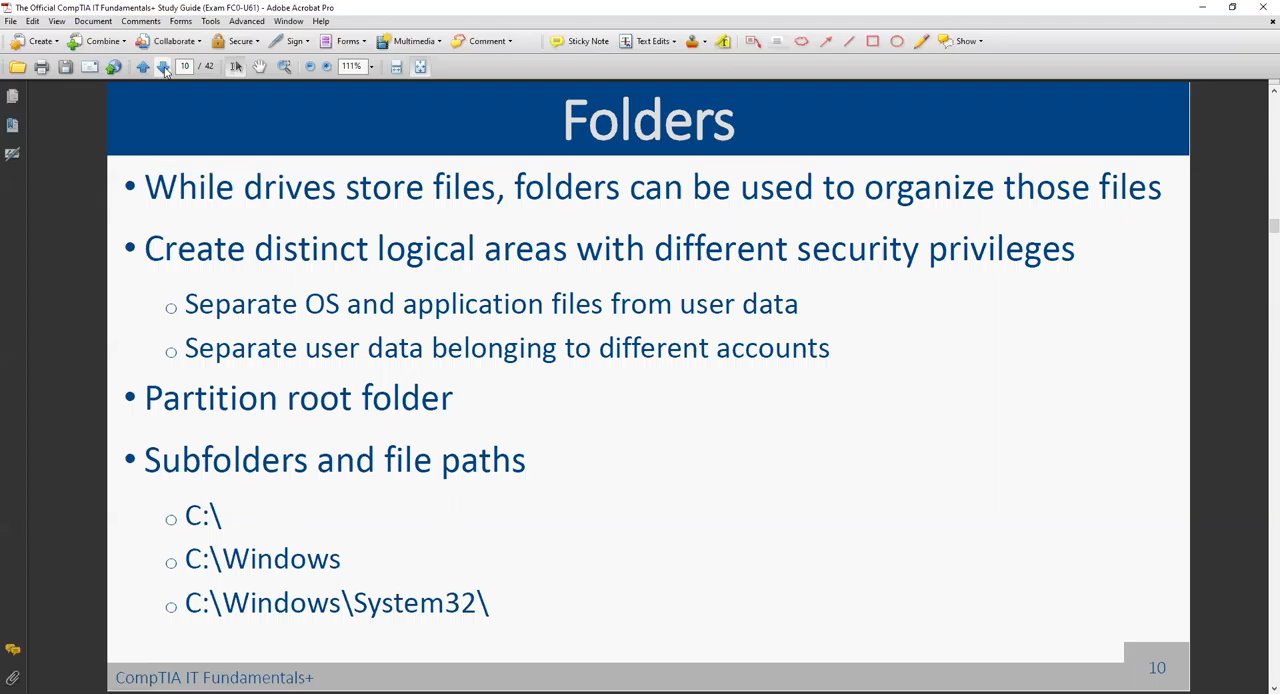 The Official CompTIA IT Fundamentals+ Study Guide (Exam FC0-U61) - Adobe Acrobat Pro
File Edit View Document Comments Forms Tools Advanced Window Help
Create Combine Collaborate Secure Sign Forms Multimedia Comment Sticky Note Text Edits Show
10 / 42 111%
Folders
• While drives store files, folders can be used to organize those files
• Create distinct logical areas with different security privileges
o Separate OS and application files from user data
o Separate user data belonging to different accounts
• Partition root folder
• Subfolders and file paths
o C:\
o C:\Windows
o C:\Windows\System32\
CompTIA IT Fundamentals+
10